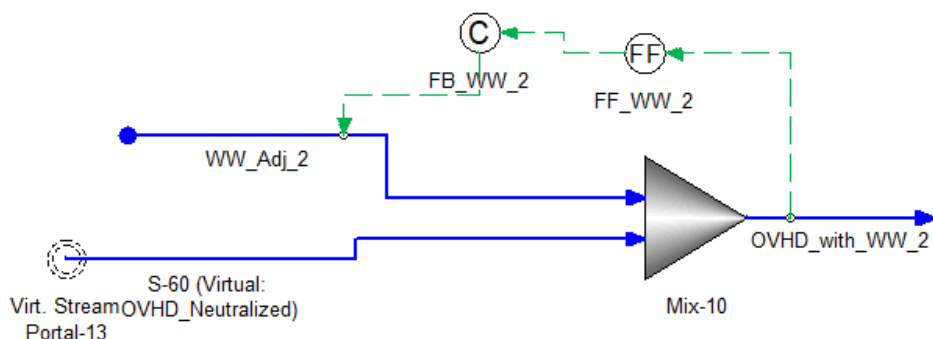 C
FF
FB_WW_2
FF_WW_2
WW_Adj_2
OVHD_with_WW_2
S-60 (Virtual:
Virt. Stream OVHD_Neutralized)
Portal-13
Mix-10